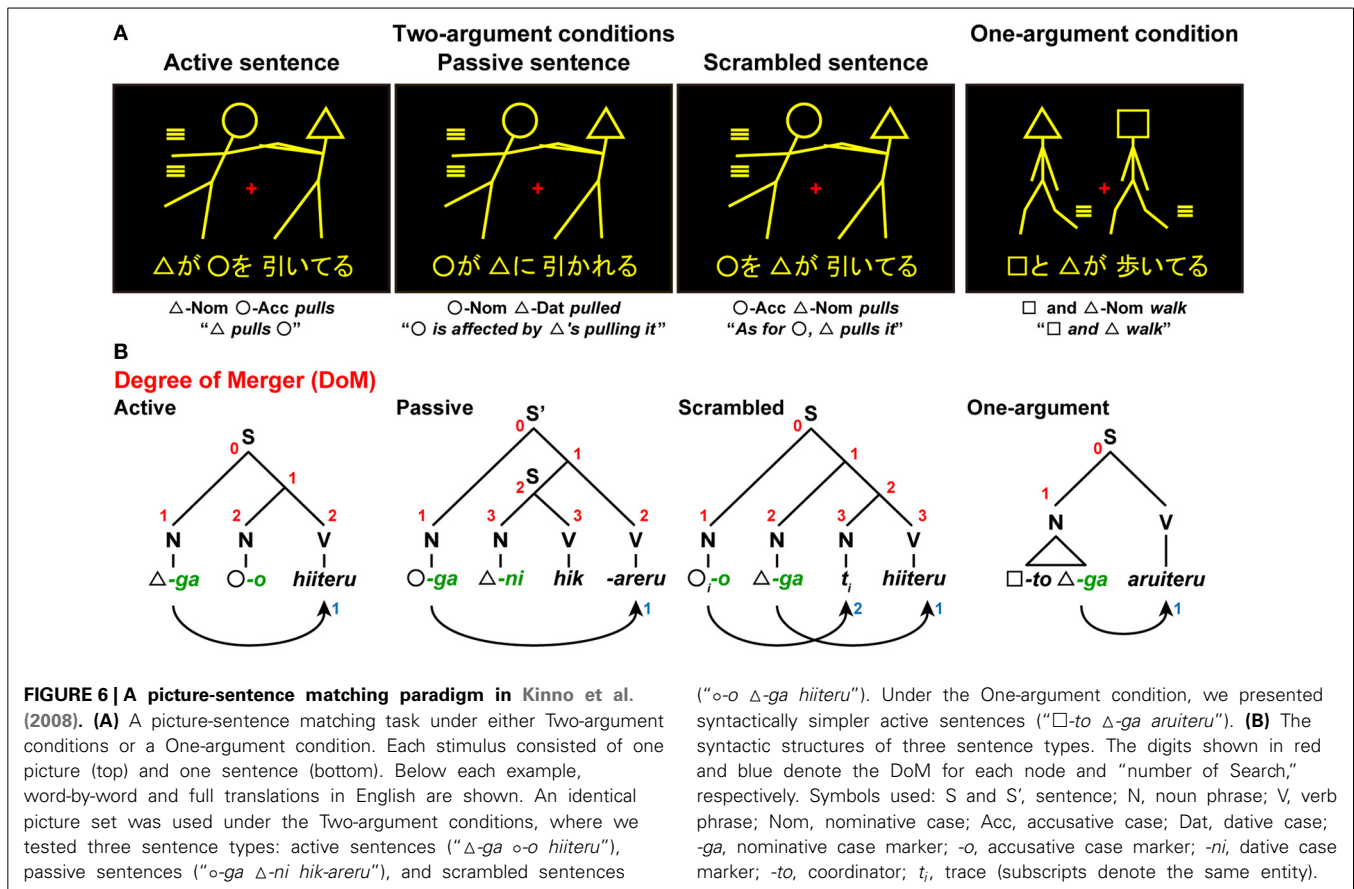 A
Two-argument conditions
One-argument condition
Active sentence
Passive sentence
Scrambled sentence
△が ○を 引いてる
○が △に 引かれる
○を △が 引いてる
□と △が 歩いてる
△-Nom ○-Acc pulls
“△ pulls ○”
○-Nom △-Dat pulled
“○ is affected by △'s pulling it”
○-Acc △-Nom pulls
“As for ○, △ pulls it”
□ and △-Nom walk
“□ and △ walk”
B
Degree of Merger (DoM)
Active
0 S
1
1 2 2
N N V
△-ga ○-o hiiteru
1
Passive
0 S’
1
2 S
1 3 3 2
N N V V
○-ga △-ni hik -areru
1
Scrambled
0 S
1
2
1 2 3 3
N N N V
○i-o △-ga ti hiiteru
2 1
One-argument
0 S
1
N V
□-to △-ga aruiteru
1
FIGURE 6 | A picture-sentence matching paradigm in Kinno et al.
(2008). (A) A picture-sentence matching task under either Two-argument
conditions or a One-argument condition. Each stimulus consisted of one
picture (top) and one sentence (bottom). Below each example,
word-by-word and full translations in English are shown. An identical
picture set was used under the Two-argument conditions, where we
tested three sentence types: active sentences (“△-ga ○-o hiiteru”),
passive sentences (“○-ga △-ni hik-areru”), and scrambled sentences
(“○-o △-ga hiiteru”). Under the One-argument condition, we presented
syntactically simpler active sentences (“□-to △-ga aruiteru”). (B) The
syntactic structures of three sentence types. The digits shown in red
and blue denote the DoM for each node and “number of Search,”
respectively. Symbols used: S and S’, sentence; N, noun phrase; V, verb
phrase; Nom, nominative case; Acc, accusative case; Dat, dative case;
-ga, nominative case marker; -o, accusative case marker; -ni, dative case
marker; -to, coordinator; ti, trace (subscripts denote the same entity).